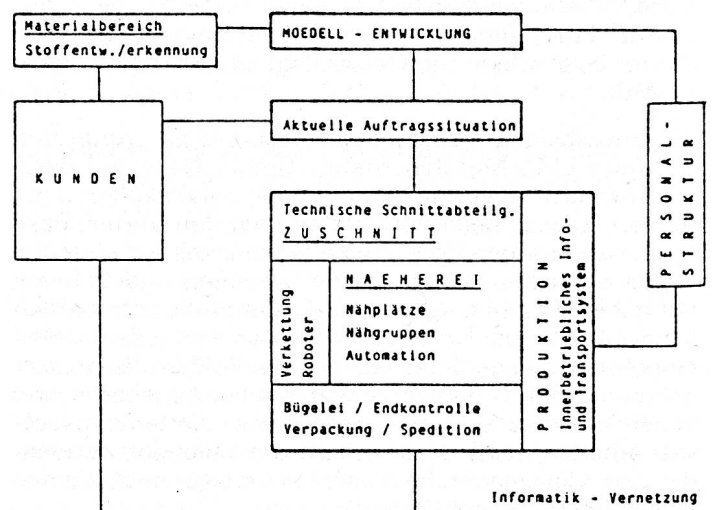 Materialbereich
Stoffentw./erkennung
MOEDELL - ENTWICKLUNG
KUNDEN
Aktuelle Auftragssituation
PERSONAL-
STRUKTUR
Technische Schnittabteilg.
ZUSCHNITT
Verkettung
Roboter
NAEHEREI
Nähplätze
Nähgruppen
Automation
PRODUKTION
Innerbetriebliches Info-
und Transportsystem
Bügelei / Endkontrolle
Verpackung / Spedition
Informatik - Vernetzung